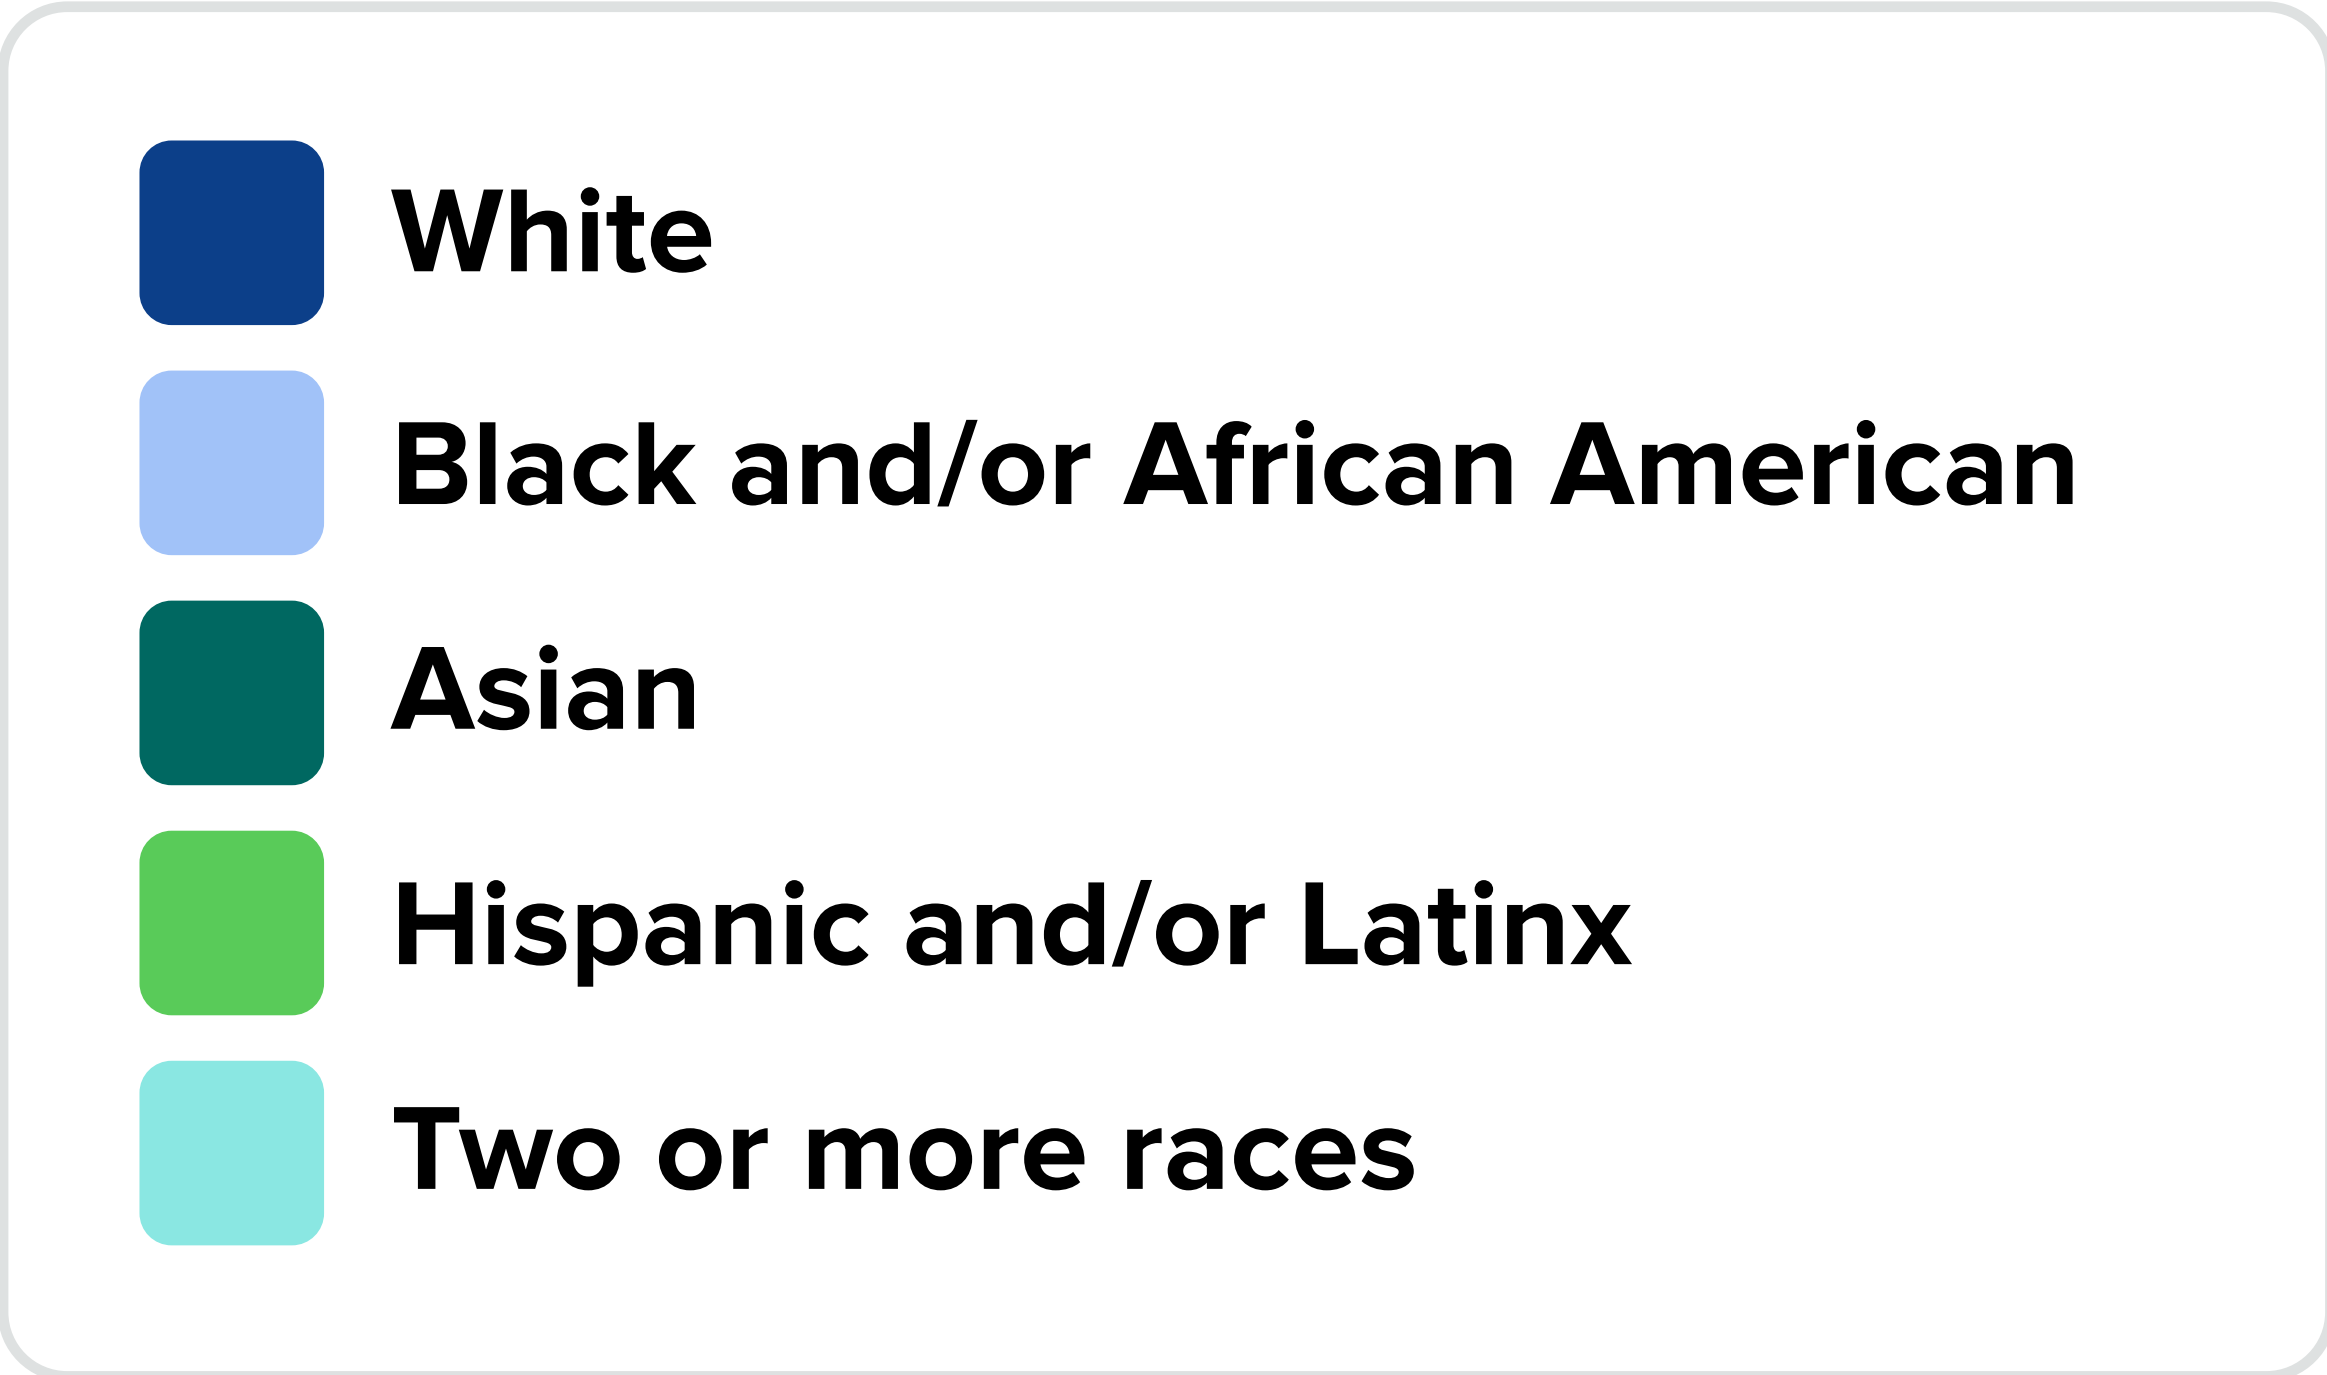 White
Black and/or African American
Asian
Hispanic and/or Latinx
Two or more races